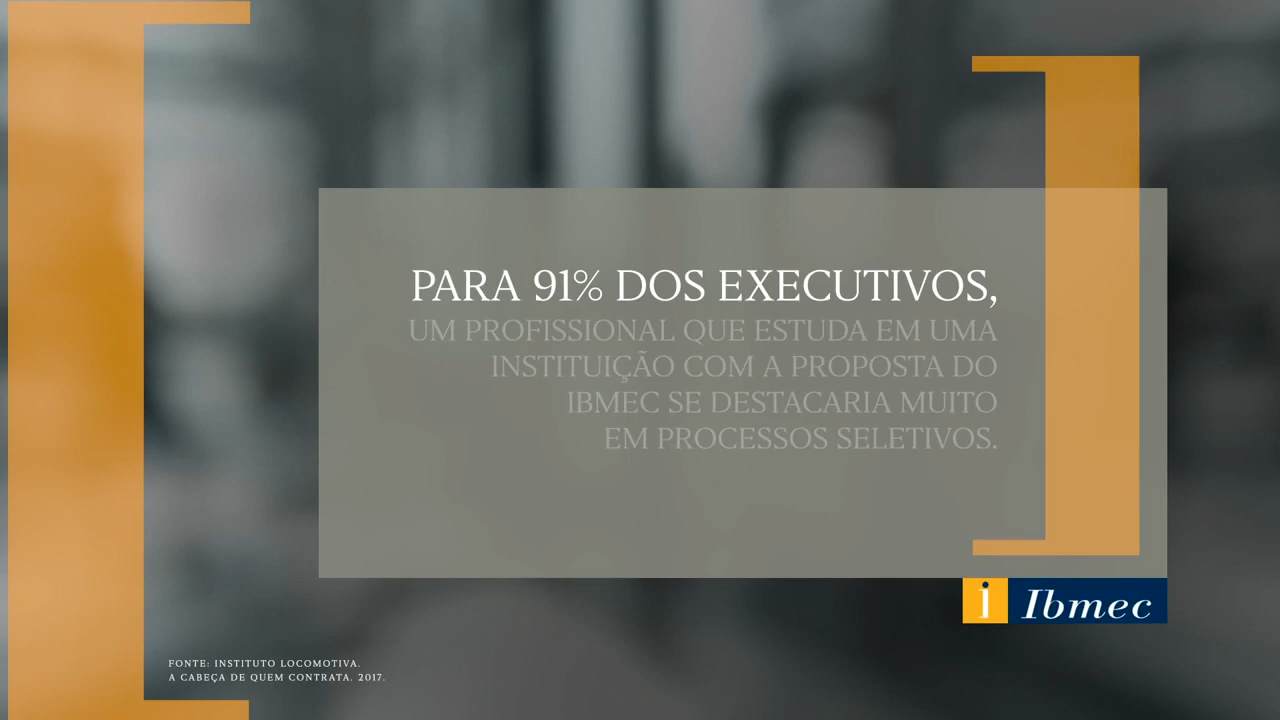 PARA 91% DOS EXECUTIVOS,
UM PROFISSIONAL QUE ESTUDA EM UMA
INSTITUIÇÃO COM A PROPOSTA DO
IBMEC SE DESTACARIA MUITO
EM PROCESSOS SELETIVOS.
i Ibmec
FONTE: INSTITUTO LOCOMOTIVA.
A CABEÇA DE QUEM CONTRATA. 2017.